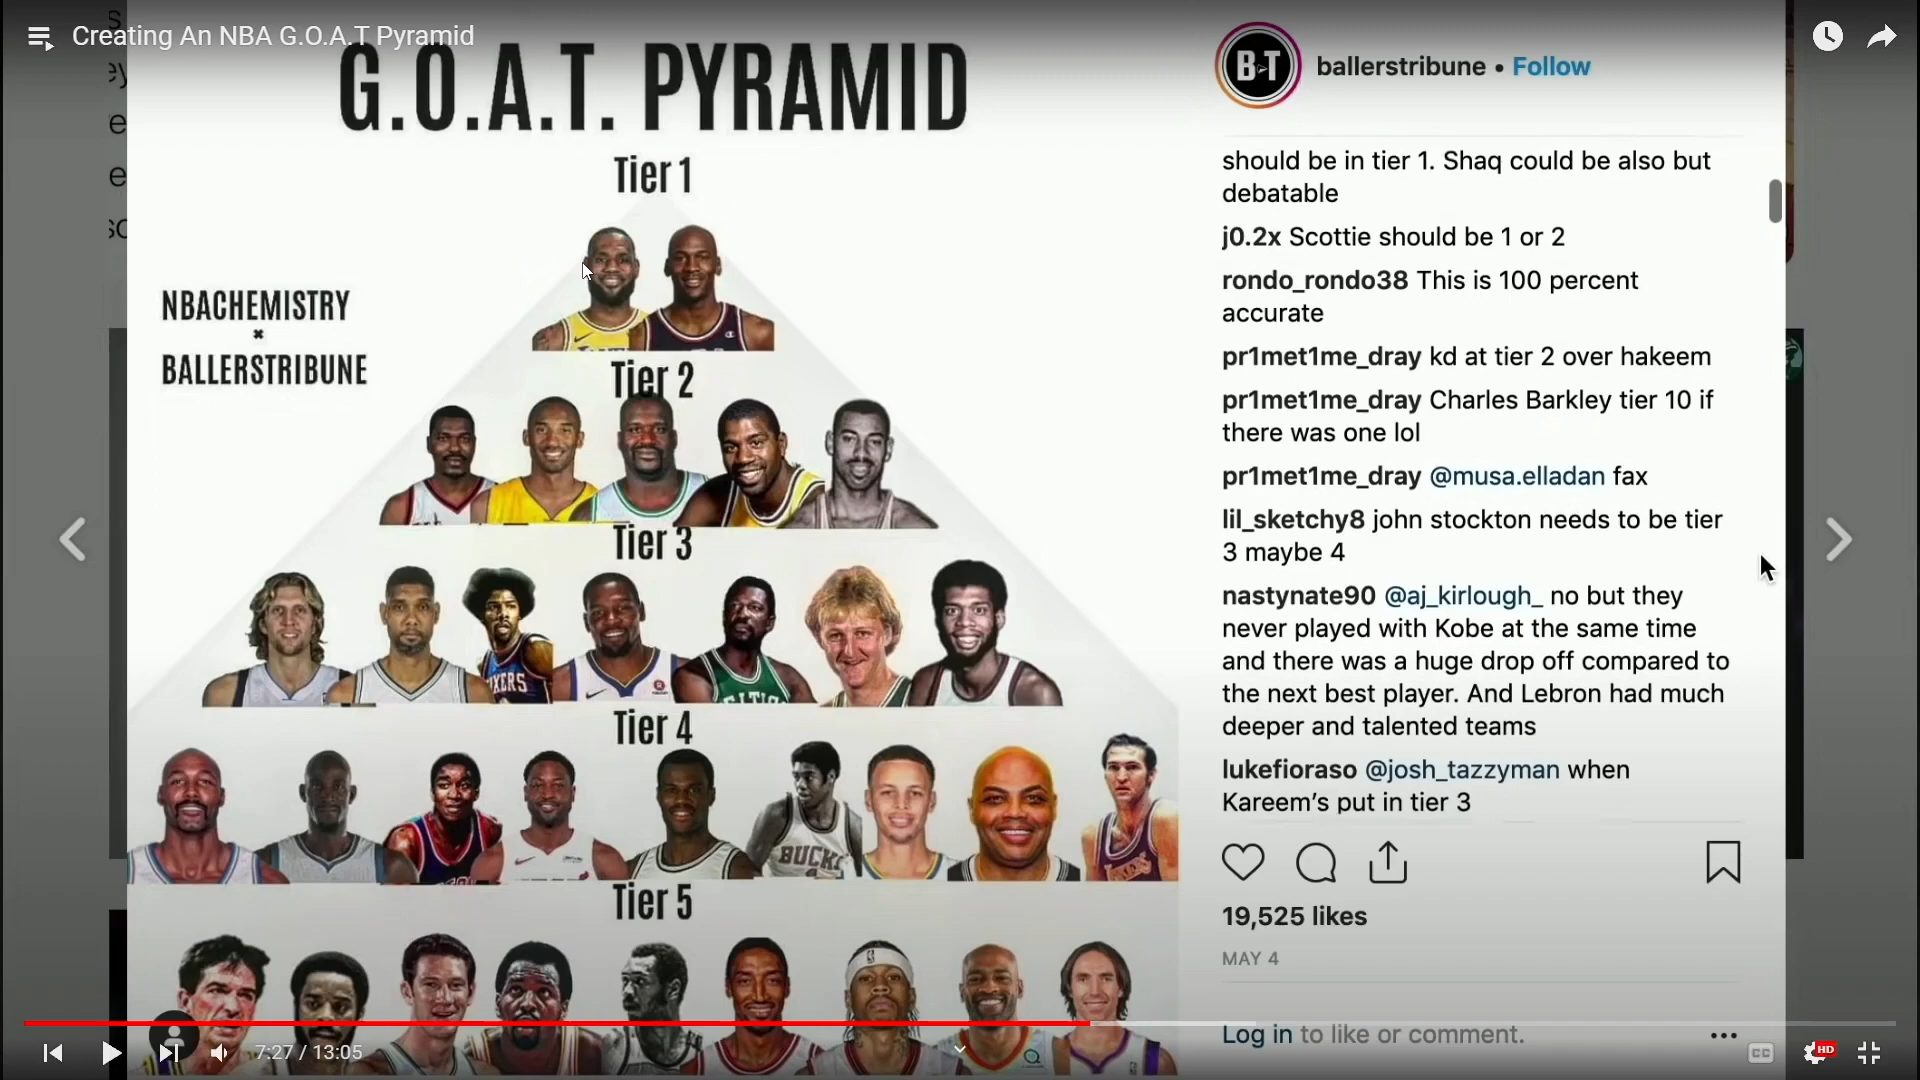 Creating An NBA G.O.A.T Pyramid
G.O.A.T. PYRAMID
Tier 1
NBACHEMISTRY
×
BALLERSTRIBUNE
Tier 2
Tier 3
XERS
CELTICS
Tier 4
BUCK
Tier 5
B T
ballerstribune • Follow
should be in tier 1. Shaq could be also but
debatable
j0.2x Scottie should be 1 or 2
rondo_rondo38 This is 100 percent
accurate
pr1met1me_dray kd at tier 2 over hakeem
pr1met1me_dray Charles Barkley tier 10 if
there was one lol
pr1met1me_dray @musa.elladan fax
lil_sketchy8 john stockton needs to be tier
3 maybe 4
nastynate90 @aj_kirlough_ no but they
never played with Kobe at the same time
and there was a huge drop off compared to
the next best player. And Lebron had much
deeper and talented teams
lukefioraso @josh_tazzyman when
Kareem's put in tier 3
19,525 likes
MAY 4
Log in to like or comment.
7:27 / 13:05
CC
HD